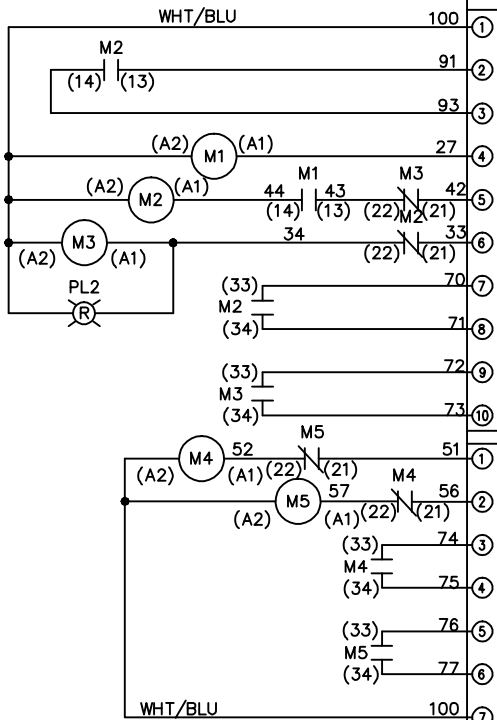 WHT/BLU 100 1
M2 91 2
(14) (13)
93 3
(A2) M1 (A1) 27 4
M1 M3
(A2) M2 (A1) 44 43 42 5
(14) (13) (22) (21)
M2
M3 34 33 6
(A2) (A1) (22) (21)
PL2
R
(33) 70 7
M2
(34) 71 8
(33) 72 9
M3
(34) 73 10
M5
M4 52 51 1
(A2) (A1) (22) (21)
M4
M5 57 56 2
(A2) (A1) (22) (21)
(33) 74 3
M4
(34) 75 4
(33) 76 5
M5
(34) 77 6
WHT/BLU 100 7